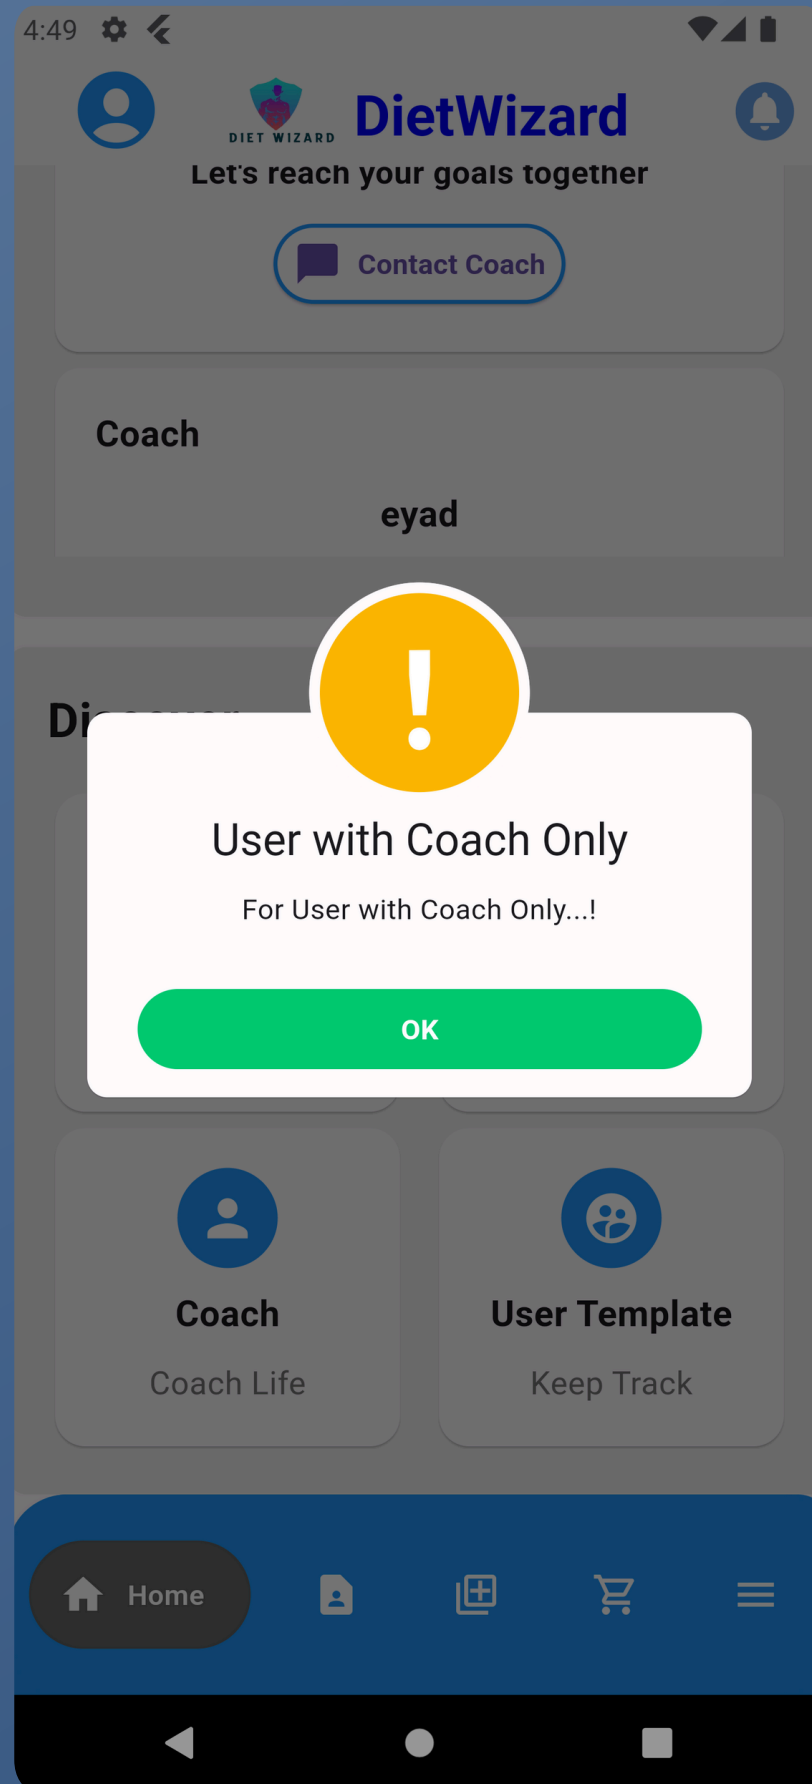 4:49
DIET WIZARD
DietWizard
Let's reach your goals together
Contact Coach
Coach
eyad
User with Coach Only
For User with Coach Only...!
OK
Coach
Coach Life
User Template
Keep Track
Home